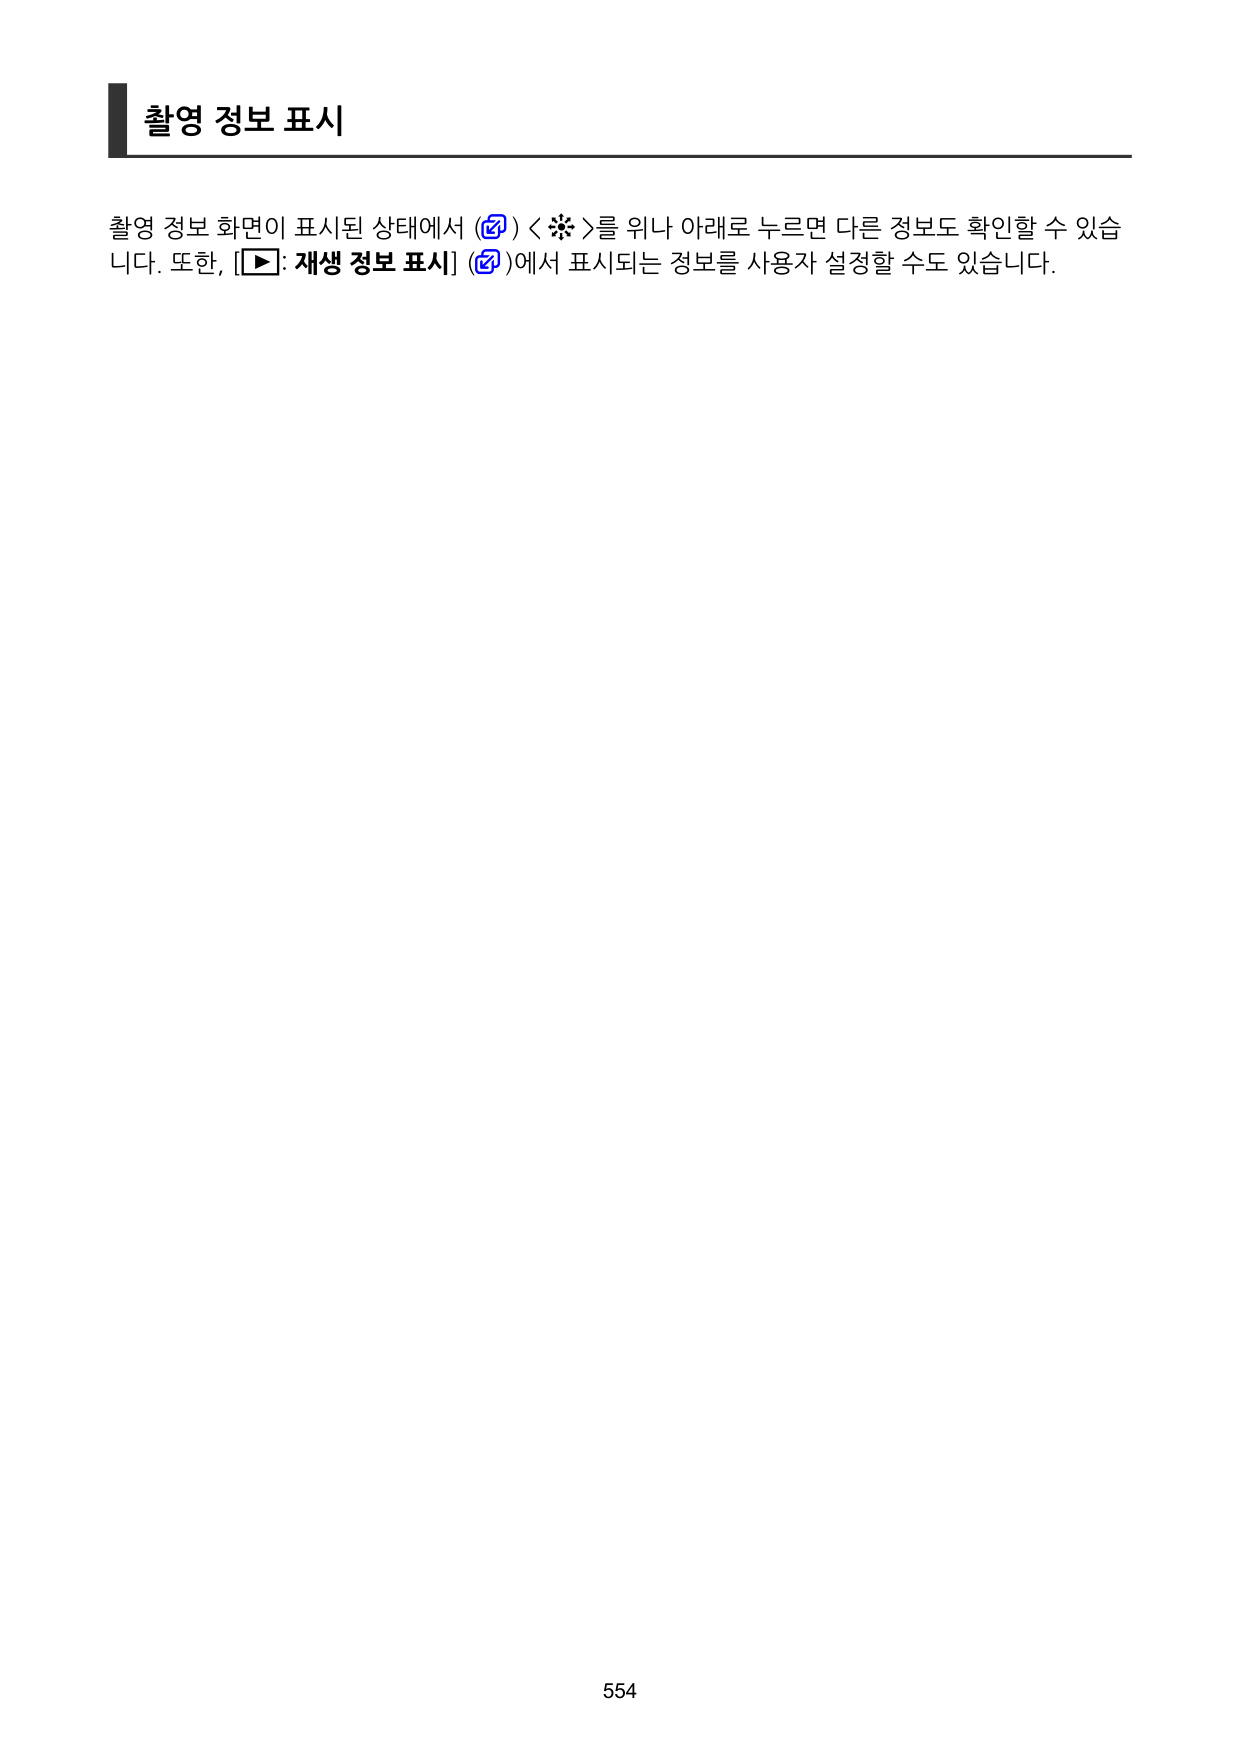 촬영 정보 표시
촬영 정보 화면이 표시된 상태에서 () < >를 위나 아래로 누르면 다른 정보도 확인할 수 있습
니다. 또한, [: 재생 정보 표시] ()에서 표시되는 정보를 사용자 설정할 수도 있습니다.
554